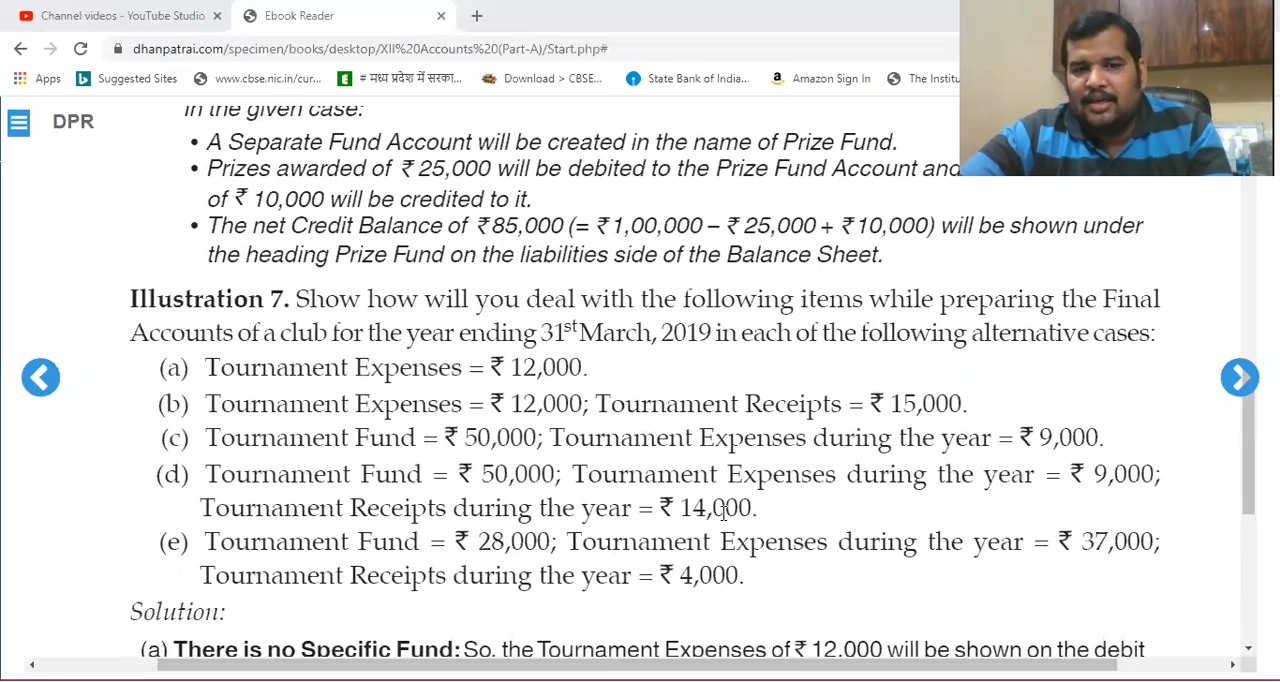 Channel videos - YouTube Studio
Ebook Reader
dhanpatrai.com/specimen/books/desktop/XII%20Accounts%20(Part-A)/Start.php#
Apps Suggested Sites www.cbse.nic.in/cur... # मध्य प्रदेश में सरका... Download > CBSE... State Bank of India... Amazon Sign In The Institu
DPR
In the given case:
• A Separate Fund Account will be created in the name of Prize Fund.
• Prizes awarded of ₹ 25,000 will be debited to the Prize Fund Account and
of ₹ 10,000 will be credited to it.
• The net Credit Balance of ₹85,000 (= ₹1,00,000 − ₹ 25,000 + ₹10,000) will be shown under
the heading Prize Fund on the liabilities side of the Balance Sheet.
Illustration 7. Show how will you deal with the following items while preparing the Final
Accounts of a club for the year ending 31st March, 2019 in each of the following alternative cases:
(a) Tournament Expenses = ₹ 12,000.
(b) Tournament Expenses = ₹ 12,000; Tournament Receipts = ₹ 15,000.
(c) Tournament Fund = ₹ 50,000; Tournament Expenses during the year = ₹ 9,000.
(d) Tournament Fund = ₹ 50,000; Tournament Expenses during the year = ₹ 9,000;
Tournament Receipts during the year = ₹ 14,000.
(e) Tournament Fund = ₹ 28,000; Tournament Expenses during the year = ₹ 37,000;
Tournament Receipts during the year = ₹ 4,000.
Solution:
(a) There is no Specific Fund: So, the Tournament Expenses of ₹ 12,000 will be shown on the debit